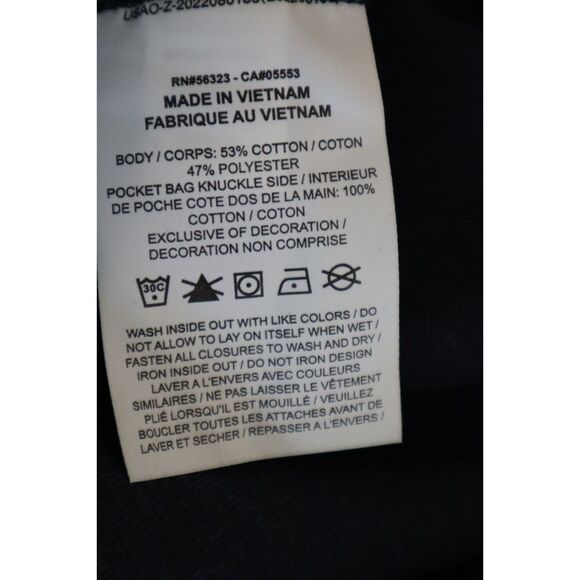 RN#56323 - CA#05553
MADE IN VIETNAM
FABRIQUE AU VIETNAM
BODY / CORPS: 53% COTTON / COTON
47% POLYESTER
POCKET BAG KNUCKLE SIDE / INTERIEUR
DE POCHE COTE DOS DE LA MAIN: 100%
COTTON / COTON
EXCLUSIVE OF DECORATION /
DECORATION NON COMPRISE
30C
WASH INSIDE OUT WITH LIKE COLORS / DO
NOT ALLOW TO LAY ON ITSELF WHEN WET /
FASTEN ALL CLOSURES TO WASH AND DRY /
IRON INSIDE OUT / DO NOT IRON DESIGN
LAVER A L'ENVERS AVEC COULEURS
SIMILAIRES / NE PAS LAISSER LE VÊTEMENT
PLIÉ LORSQU'IL EST MOUILLÉ / VEUILLEZ
BOUCLER TOUTES LES ATTACHES AVANT DE
LAVER ET SECHER / REPASSER A L'ENVERS /